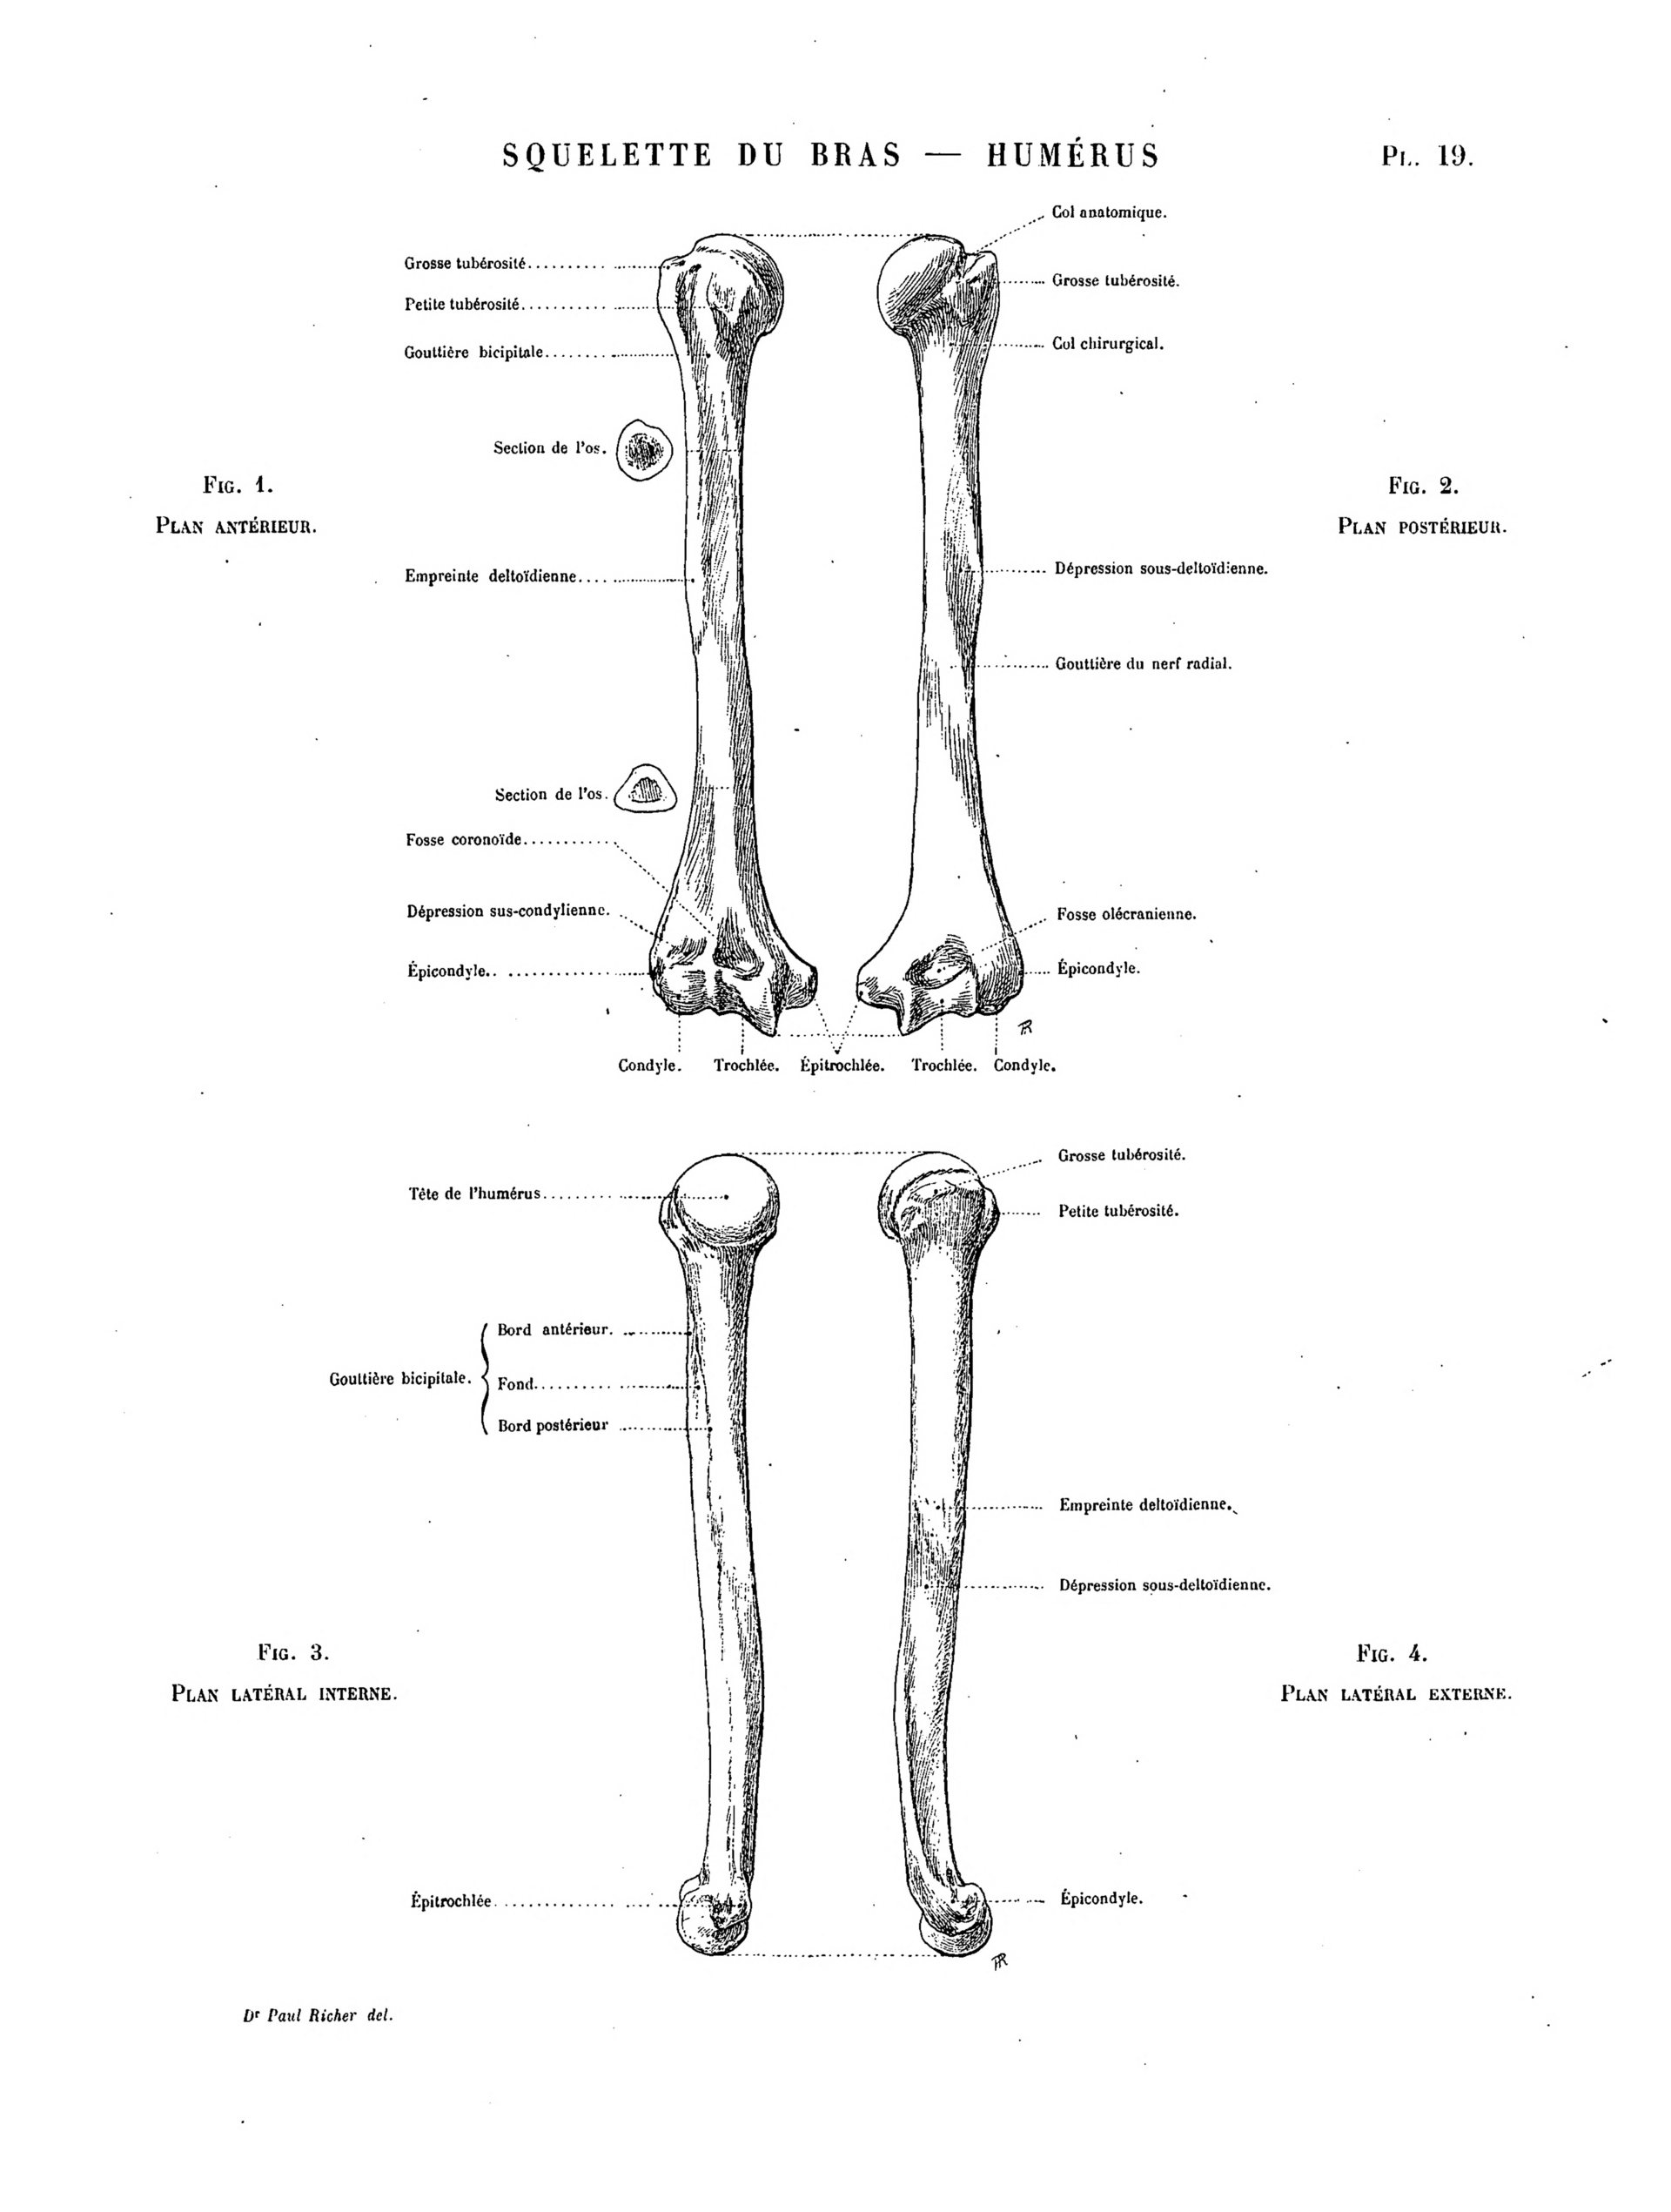 SQUELETTE DU BRAS — HUMÉRUS
PL. 19.
Col anatomique.
Grosse tubérosité.
Petite tubérosité.
Gouttière bicipitale.
Section de l'os.
Empreinte deltoïdienne.
Section de l'os.
Fosse coronoïde.
Dépression sus-condylienne.
Épicondyle.
FIG. 1.
PLAN ANTÉRIEUR.
Grosse tubérosité.
Col chirurgical.
Dépression sous-deltoïdienne.
Gouttière du nerf radial.
Fosse olécranienne.
Épicondyle.
FIG. 2.
PLAN POSTÉRIEUR.
PR
Condyle. Trochlée. Épitrochlée. Trochlée. Condyle.
Tête de l'humérus.
Gouttière bicipitale.
Bord antérieur.
Fond.
Bord postérieur
Épitrochlée
FIG. 3.
PLAN LATÉRAL INTERNE.
Grosse tubérosité.
Petite tubérosité.
Empreinte deltoïdienne.
Dépression sous-deltoïdienne.
Épicondyle.
FIG. 4.
PLAN LATÉRAL EXTERNE.
PR
Dr Paul Richer del.